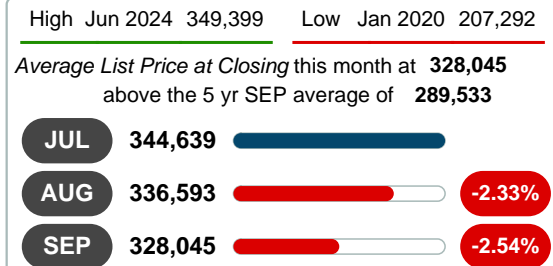 High Jun 2024 349,399 Low Jan 2020 207,292
Average List Price at Closing this month at 328,045
above the 5 yr SEP average of 289,533
JUL 344,639
AUG 336,593 -2.33%
SEP 328,045 -2.54%